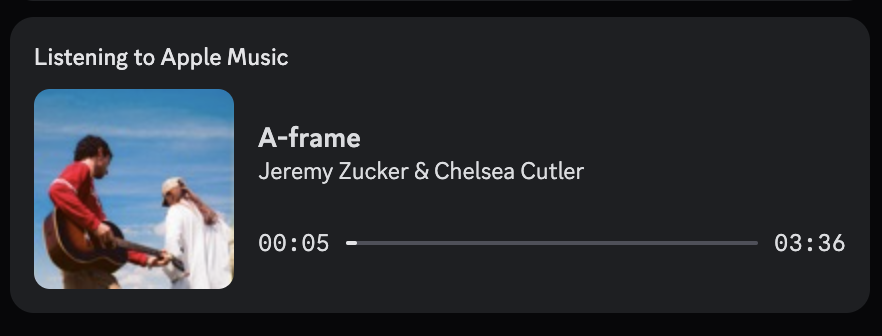 Listening to Apple Music
A-frame
Jeremy Zucker & Chelsea Cutler
00:05 03:36